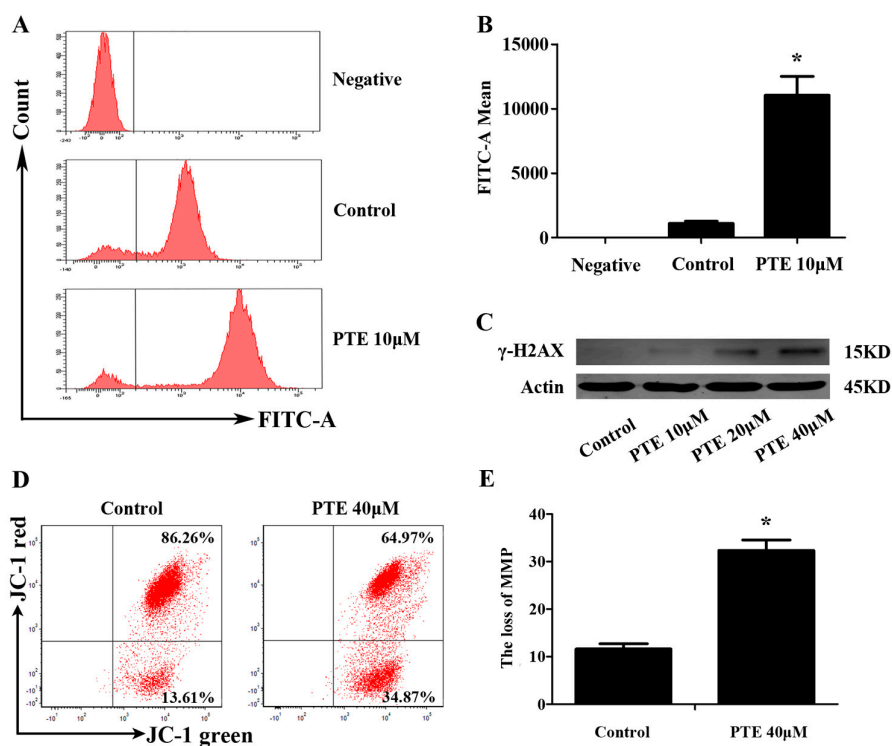 A
Count
Negative
Control
PTE 10μM
FITC-A
B
FITC-A Mean
15000
10000
5000
0
*
Negative Control PTE 10μM
C
γ-H2AX 15KD
Actin 45KD
Control PTE 10μM PTE 20μM PTE 40μM
D
Control PTE 40μM
JC-1 red
86.26%
13.61%
64.97%
34.87%
JC-1 green
E
The loss of MMP
40
30
20
10
0
*
Control PTE 40μM